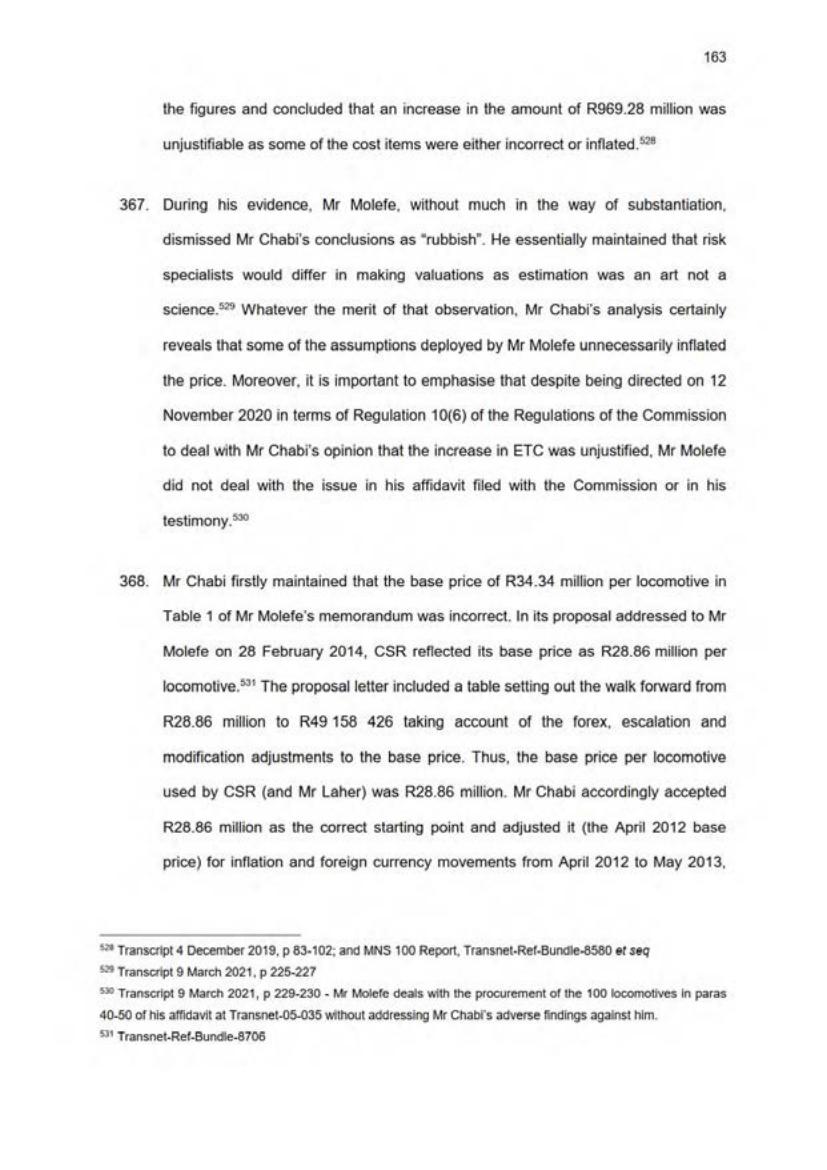 163
the figures and concluded that an increase in the amount of R969.28 million was
unjustifiable as some of the cost items were either incorrect or inflated.528
367. During his evidence, Mr Molefe, without much in the way of substantiation,
dismissed Mr Chabi's conclusions as "rubbish". He essentially maintained that risk
specialists would differ in making valuations as estimation was an art not a
science.529 Whatever the merit of that observation, Mr Chabi's analysis certainly
reveals that some of the assumptions deployed by Mr Molefe unnecessarily inflated
the price. Moreover, it is important to emphasise that despite being directed on 12
November 2020 in terms of Regulation 10(6) of the Regulations of the Commission
to deal with Mr Chabi's opinion that the increase in ETC was unjustified, Mr Molefe
did not deal with the issue in his affidavit filed with the Commission or in his
testimony.530
368. Mr Chabi firstly maintained that the base price of R34.34 million per locomotive in
Table 1 of Mr Molefe's memorandum was incorrect. In its proposal addressed to Mr
Molefe on 28 February 2014, CSR reflected its base price as R28.86 million per
locomotive.531 The proposal letter included a table setting out the walk forward from
R28.86 million to R49 158 426 taking account of the forex, escalation and
modification adjustments to the base price. Thus, the base price per locomotive
used by CSR (and Mr Laher) was R28.86 million. Mr Chabi accordingly accepted
R28.86 million as the correct starting point and adjusted it (the April 2012 base
price) for inflation and foreign currency movements from April 2012 to May 2013,
528 Transcript 4 December 2019, p 83-102; and MNS 100 Report, Transnet-Ref-Bundle-8580 et seq
529 Transcript 9 March 2021, p 225-227
530 Transcript 9 March 2021, p 229-230 - Mr Molefe deals with the procurement of the 100 locomotives in paras
40-50 of his affidavit at Transnet-05-035 without addressing Mr Chabi's adverse findings against him.
531 Transnet-Ref-Bundle-8706